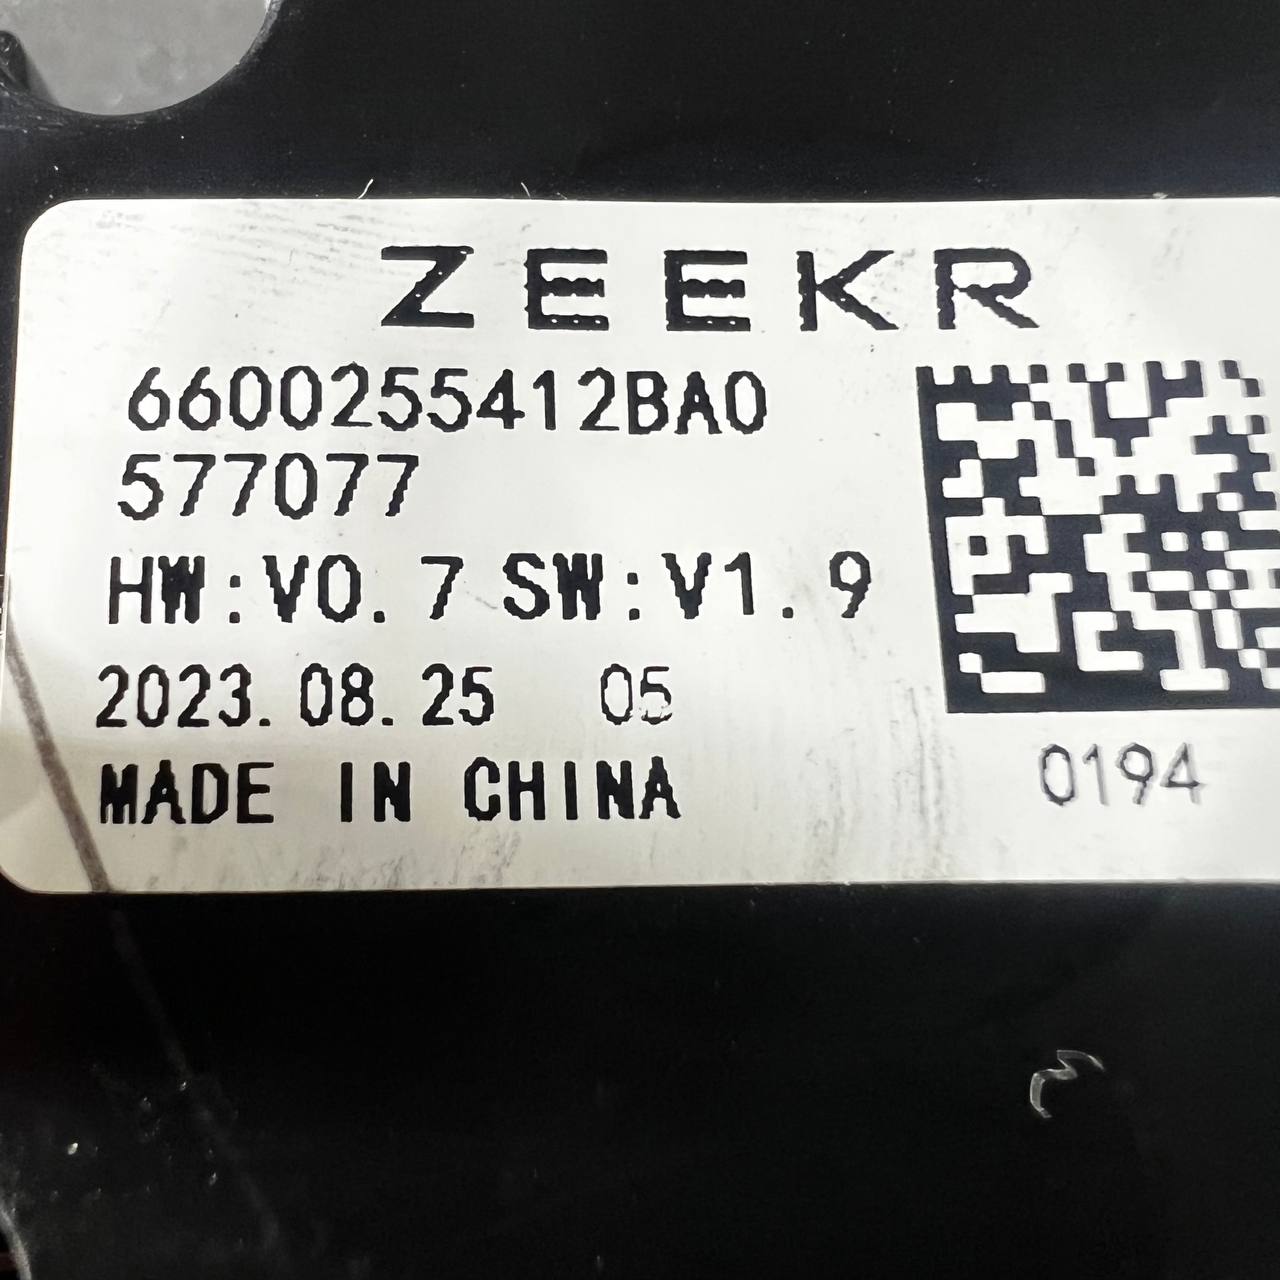 ZEEKR
6600255412BA0
577077
HW:V0.7 SW:V1.9
2023.08.25 05
MADE IN CHINA
0194